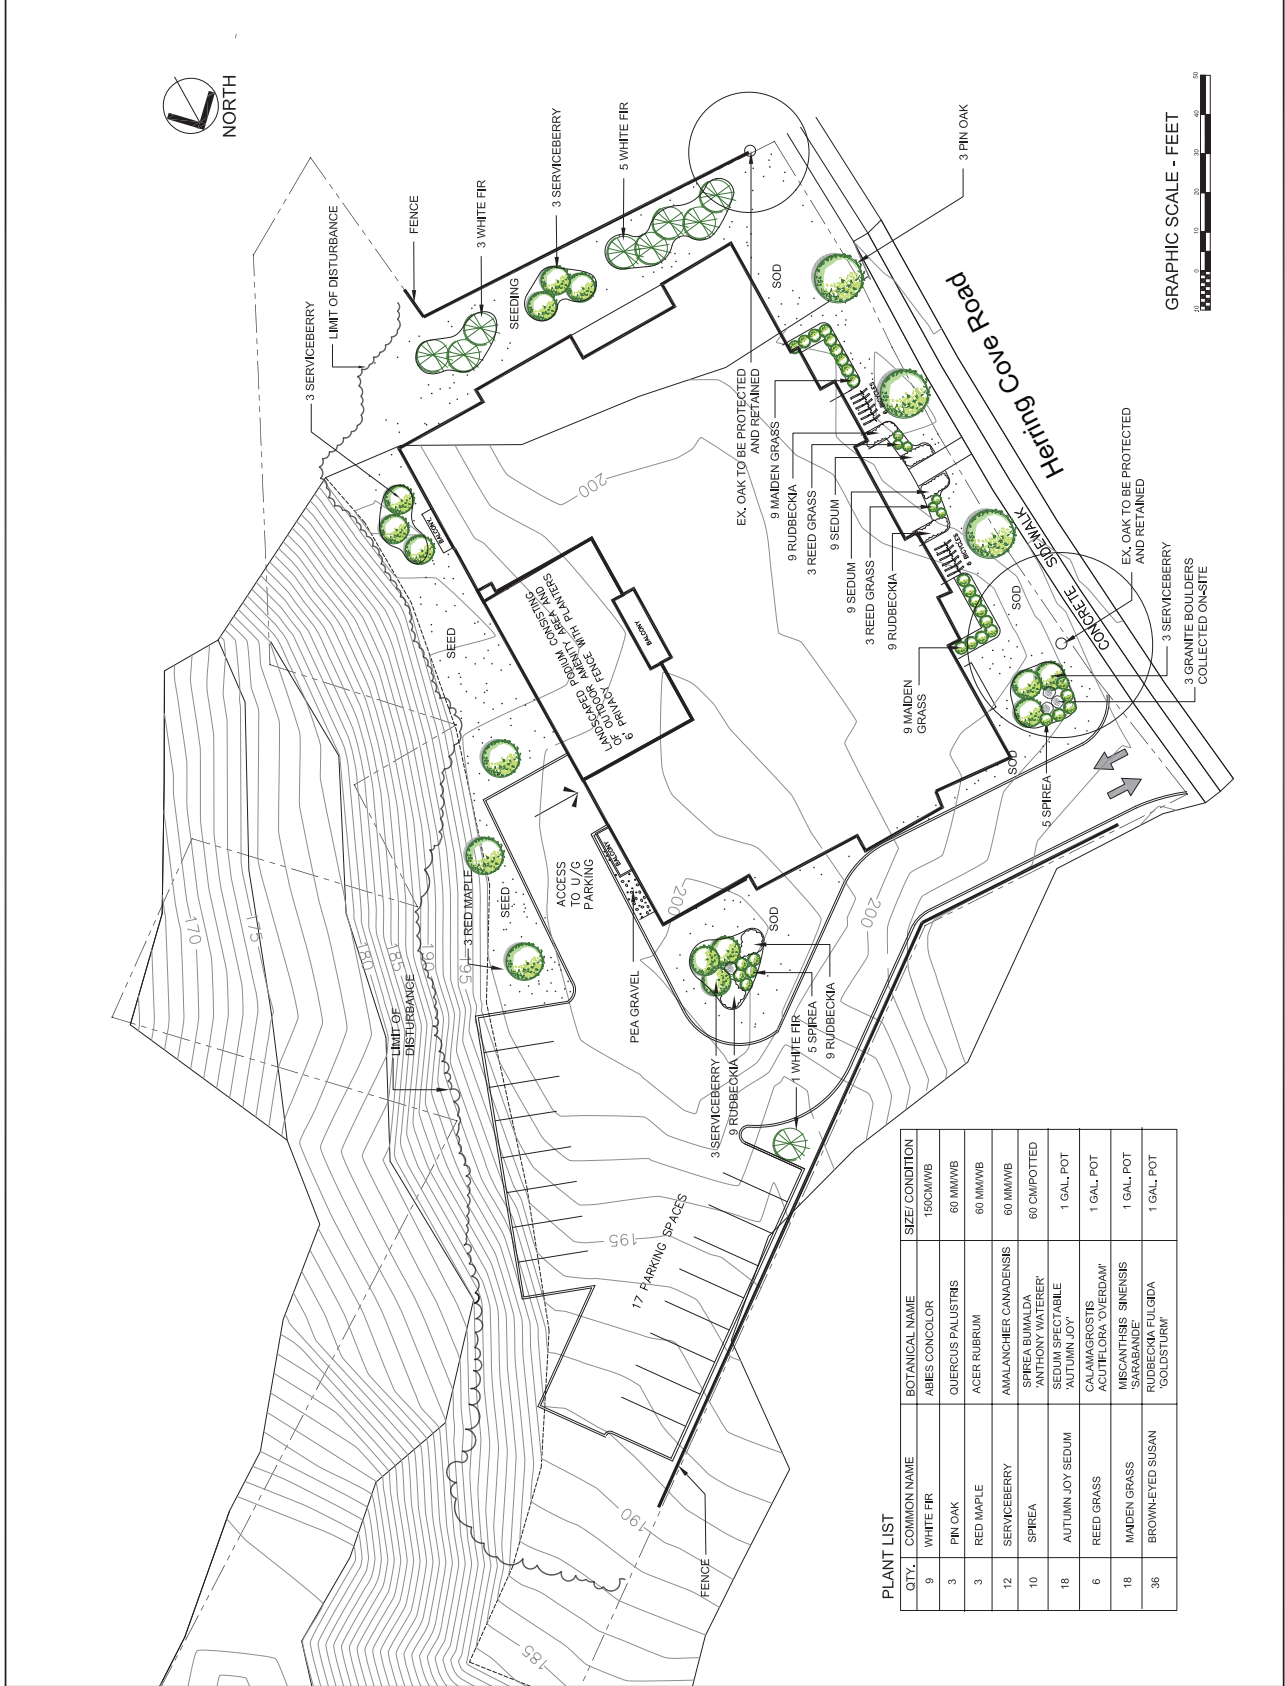 NORTH
3 SERVICEBERRY
LIMIT OF DISTURBANCE
FENCE
3 WHITE FIR
SEEDING
3 SERVICEBERRY
5 WHITE FIR
3 PIN OAK
GRAPHIC SCALE - FEET
10
0
10
20
30
40
50
Herring Cove Road
SOD
EX. OAK TO BE PROTECTED
AND RETAINED
9 MAIDEN GRASS
9 RUDBECKIA
3 REED GRASS
9 SEDUM
9 SEDUM
3 REED GRASS
9 RUDBECKIA
9 MAIDEN
GRASS
BICYCLES
BICYCLES
SIDEWALK
CONCRETE
SOD
SOD
EX. OAK TO BE PROTECTED
AND RETAINED
3 SERVICEBERRY
3 GRANITE BOULDERS
COLLECTED ON-SITE
5 SPIREA
BALCONY
SEED
200
LANDSCAPED PODIUM CONSISTING
OF OUTDOOR AMENITY AREA AND
6' PRIVACY FENCE WITH PLANTERS
BALCONY
BALCONY
ACCESS
TO U/G
PARKING
3 RED MAPLE
SEED
PEA GRAVEL
200
SOD
200
170
175
180
185
190
195
LIMIT OF
DISTURBANCE
3 SERVICEBERRY
9 RUDBECKIA
1 WHITE FIR
5 SPIREA
9 RUDBECKIA
17 PARKING SPACES
195
190
185
FENCE
PLANT LIST
QTY. COMMON NAME BOTANICAL NAME SIZE/ CONDITION
9 WHITE FIR ABIES CONCOLOR 150CM/WB
3 PIN OAK QUERCUS PALUSTRIS 60 MM/WB
3 RED MAPLE ACER RUBRUM 60 MM/WB
12 SERVICEBERRY AMALANCHIER CANADENSIS 60 MM/WB
10 SPIREA SPIREA BUMALDA 60 CM/POTTED
'ANTHONY WATERER'
18 AUTUMN JOY SEDUM SEDUM SPECTABILE 1 GAL. POT
'AUTUMN JOY'
6 REED GRASS CALAMAGROSTIS 1 GAL. POT
ACUTIFLORA 'OVERDAM'
18 MAIDEN GRASS MISCANTHSIS SINENSIS 1 GAL. POT
'SARABANDE'
36 BROWN-EYED SUSAN RUDBECKIA FULGIDA 1 GAL. POT
'GOLDSTURM'